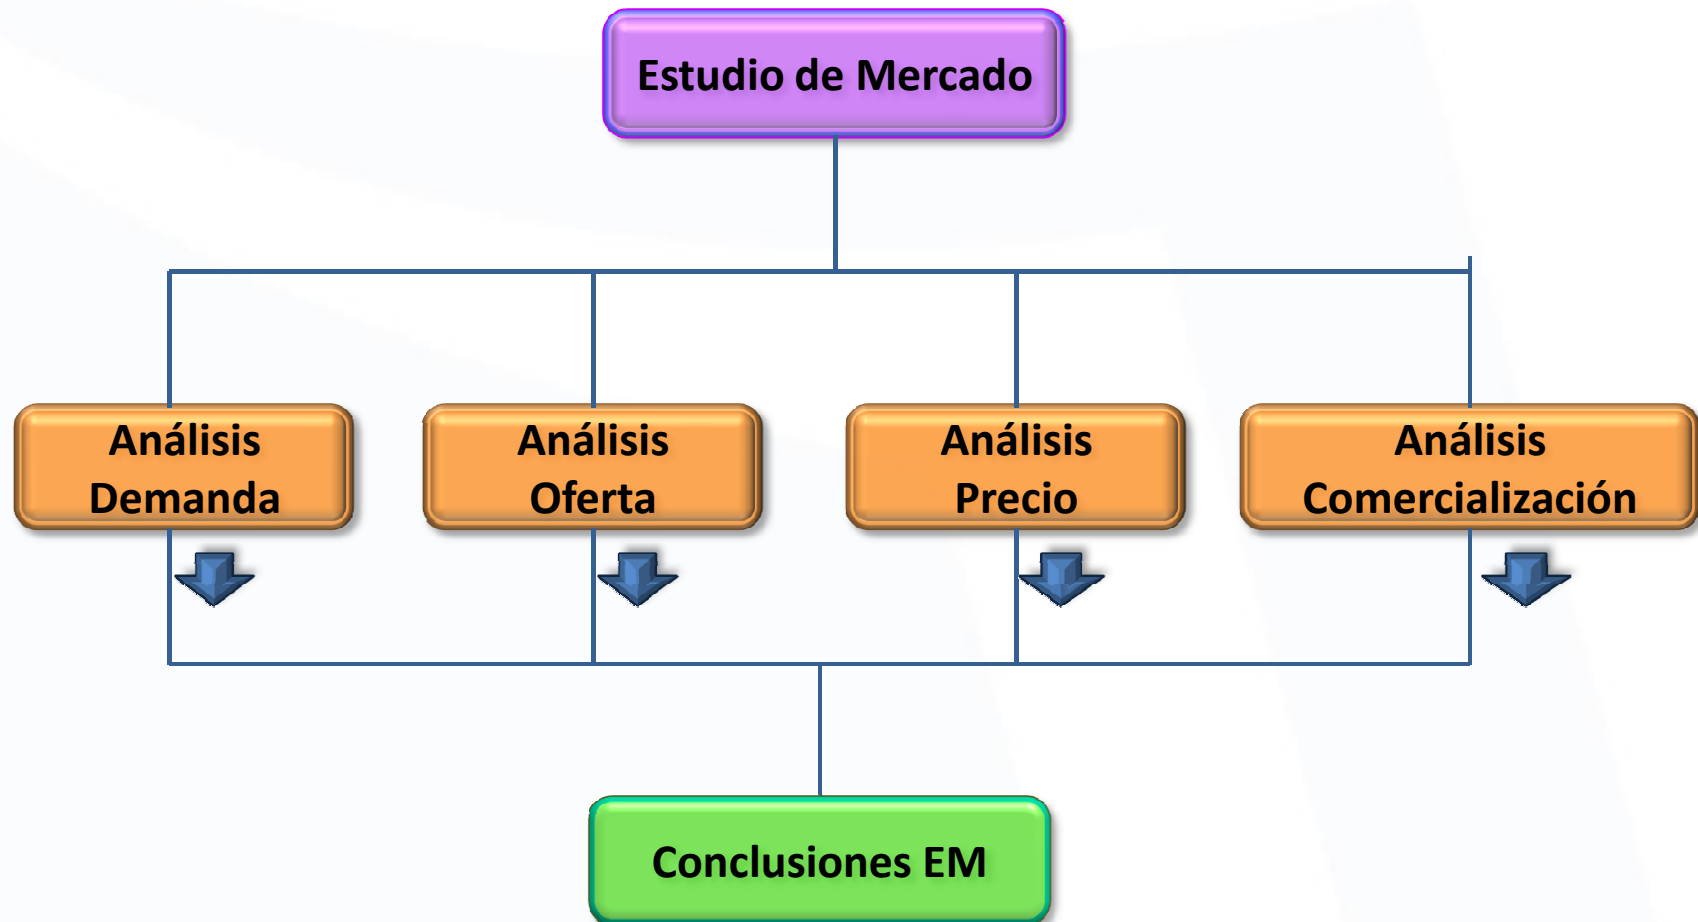 Estudio de Mercado
Análisis
Demanda
Análisis
Oferta
Análisis
Precio
Análisis
Comercialización
Conclusiones EM